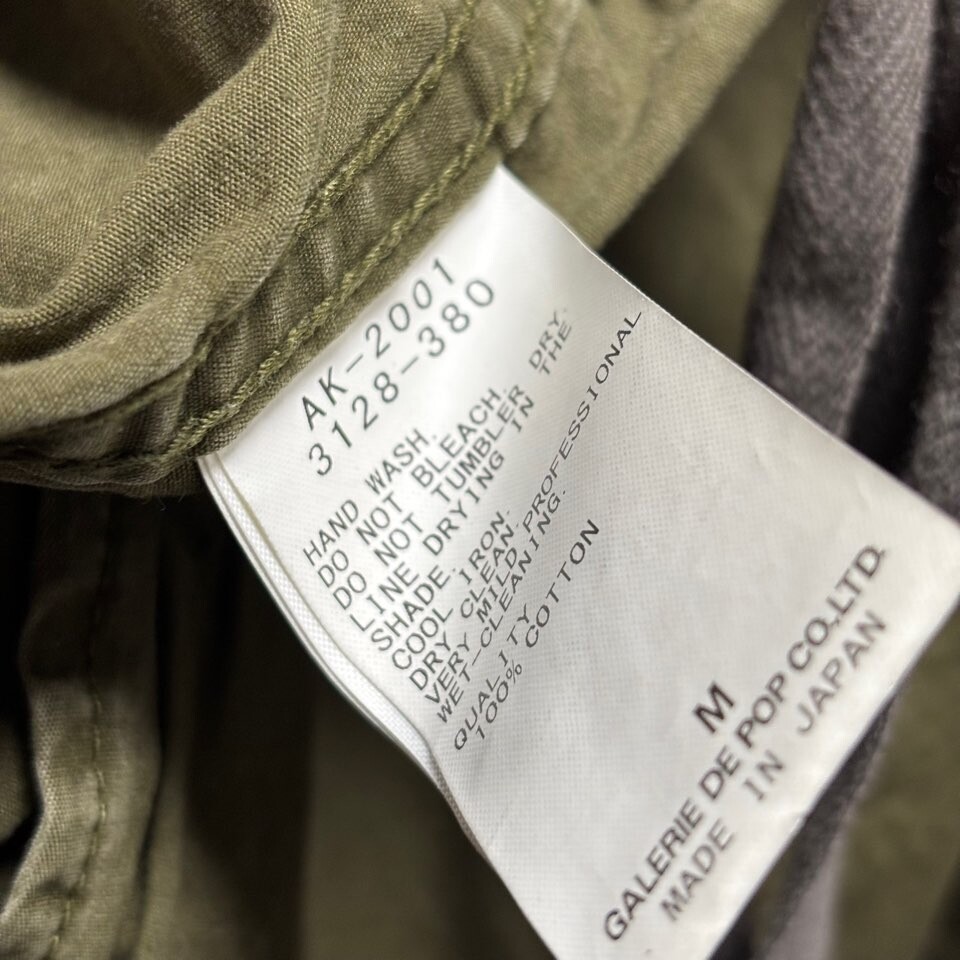 AK-2001
3128-380
HAND WASH.
DO NOT BLEACH.
DO NOT TUMBLER DRY.
LINE DRYING IN THE
SHADE.
COOL IRON.
DRY CLEAN.
VERY MILD PROFESSIONAL
WET-CLEANING.
QUALITY
100% COTTON
M
GALERIE DE POP CO.,LTD.
MADE IN JAPAN